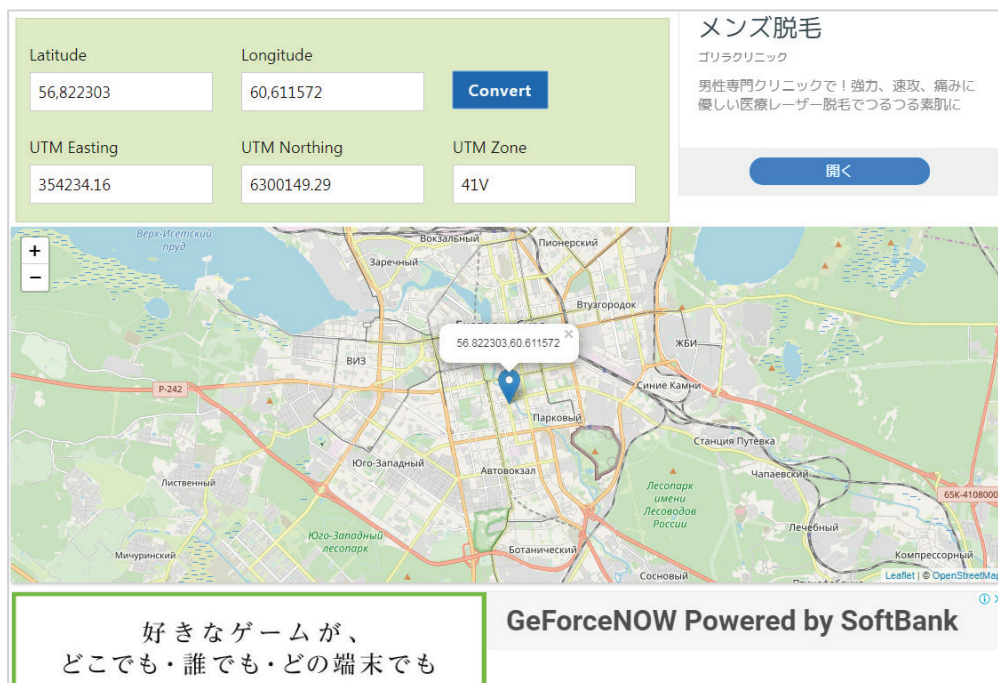 Latitude
Longitude
56,822303
60,611572
Convert
UTM Easting
UTM Northing
UTM Zone
354234.16
6300149.29
41V
メンズ脱毛
ゴリラクリニック
男性専門クリニックで！強力、速攻、痛みに
優しい医療レーザー脱毛でつるつる素肌に
開く
+
−
Верх-Исетский
пруд
Вокзальный
Пионерский
Заречный
Втузгородок
56.822303,60.611572
×
ВИЗ
ЖБИ
Р-242
Синие Камни
Парковый
Станция Путёвка
Юго-Западный
Автовокзал
Чапаевский
Лиственный
Лесопарк
имени
Лесоводов
России
65К-4108000
Юго-Западный
лесопарк
Лечебный
Мичуринский
Ботанический
Компрессорный
Сосновый
Leaflet | © OpenStreetMap
好きなゲームが、
どこでも・誰でも・どの端末でも
GeForceNOW Powered by SoftBank